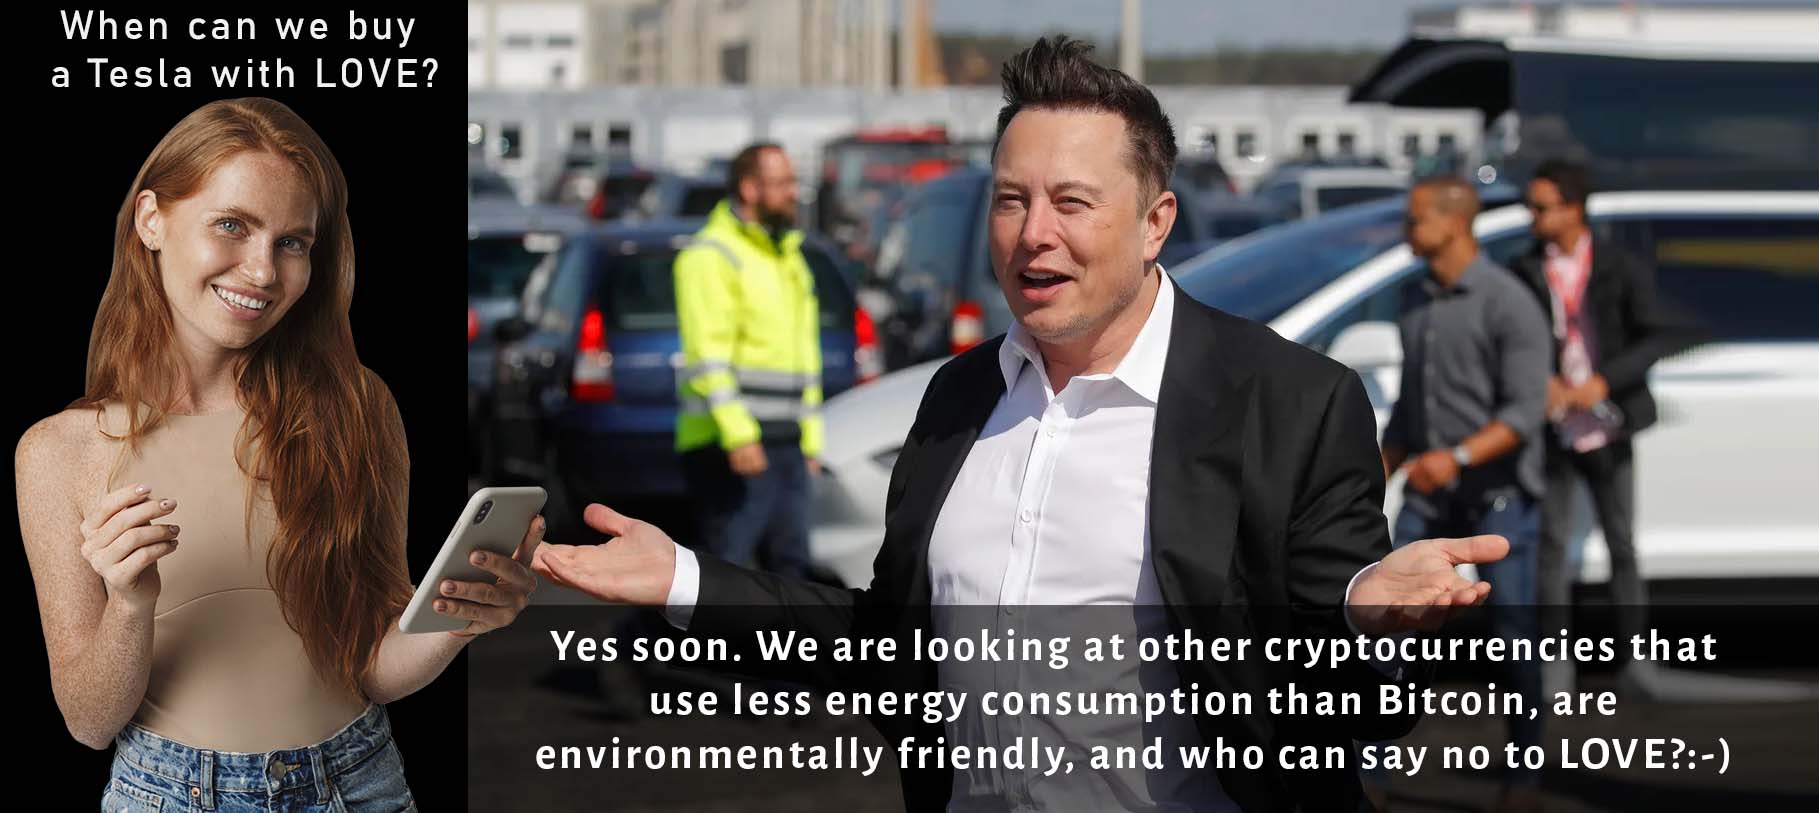 When can we buy
a Tesla with LOVE?
Yes soon. We are looking at other cryptocurrencies that
use less energy consumption than Bitcoin, are
environmentally friendly, and who can say no to LOVE?:-)